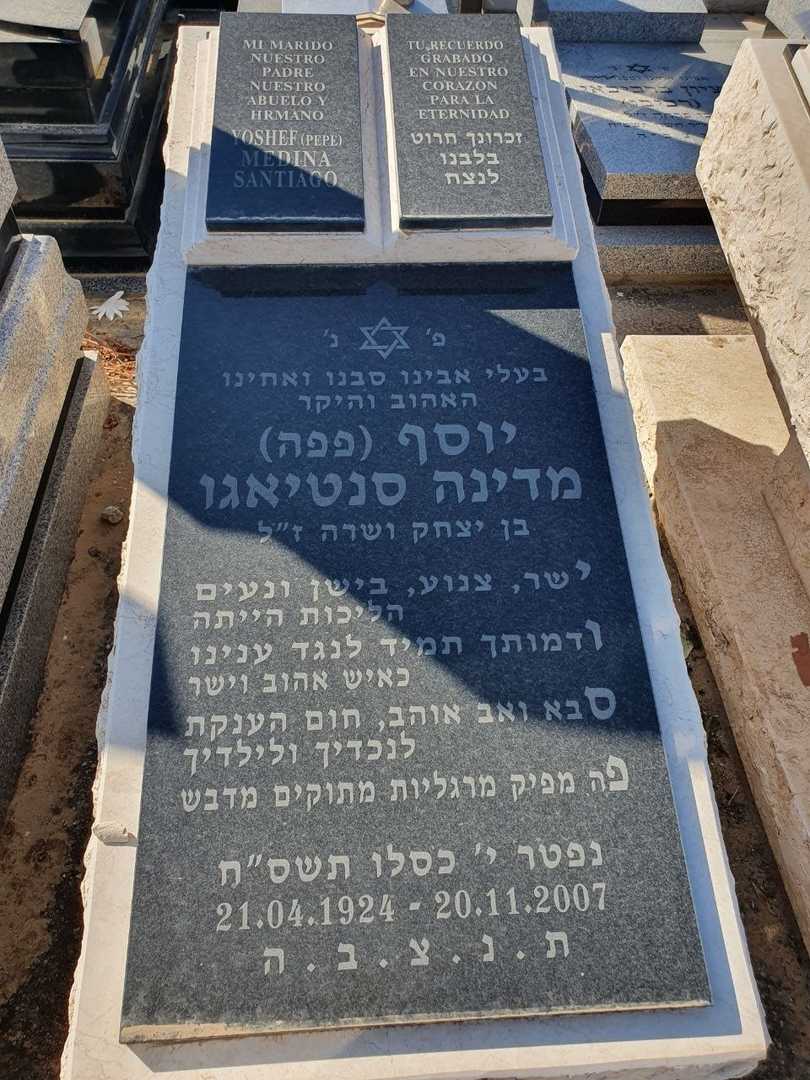 MI MARIDO
NUESTRO
PADRE
NUESTRO
ABUELO Y
HRMANO
YOSHEF (PEPE)
MEDINA
SANTIAGO
TU RECUERDO
GRABADO
EN NUESTRO
CORAZON
PARA LA
ETERNIDAD
זכרונך חרוט
בלבנו
לנצח
פ׳ נ׳
בעלי אבינו סבנו ואחינו
האהוב והיקר
יוסף (פפה)
מדינה סנטיאגו
בן יצחק ושרה ז״ל
ישר, צנוע, בישן ונעים
הליכות הייתה
ודמותך תמיד לנגד ענינו
כאיש אהוב וישר
סבא ואב אוהב, חום הענקת
לנכדיך ולילדיך
פה מפיק מרגליות מתוקים מדבש
נפטר י׳ כסלו תשס״ח
21.04.1924 - 20.11.2007
ת . נ . צ . ב . ה